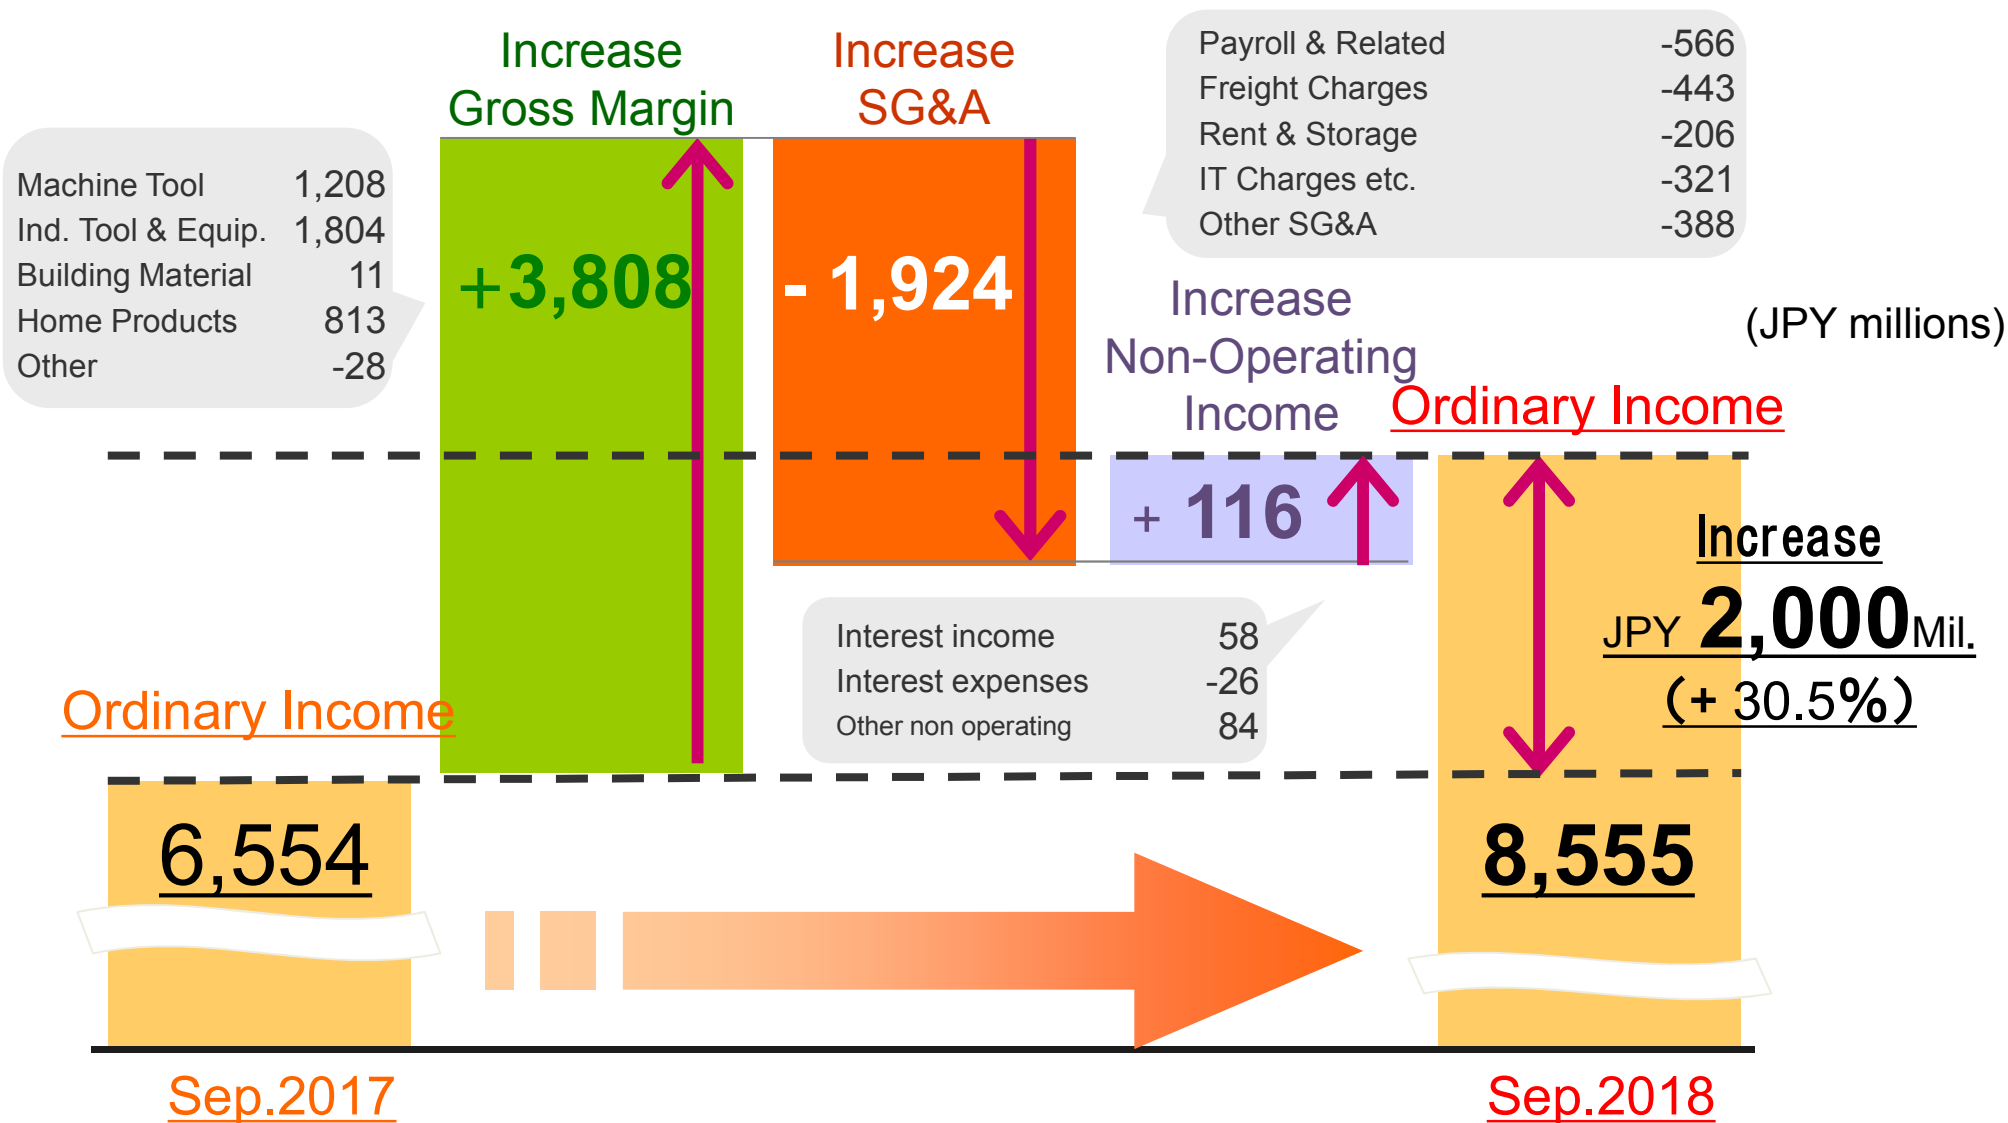 Increase
Gross Margin
Increase
SG&A
Payroll & Related -566
Freight Charges -443
Rent & Storage -206
IT Charges etc. -321
Other SG&A -388
Machine Tool 1,208
Ind. Tool & Equip. 1,804
Building Material 11
Home Products 813
Other -28
+3,808
- 1,924
Increase
Non-Operating
Income
(JPY millions)
Ordinary Income
+ 116
Increase
JPY 2,000 Mil.
(+ 30.5%)
Interest income 58
Interest expenses -26
Other non operating 84
Ordinary Income
6,554
8,555
Sep.2017
Sep.2018